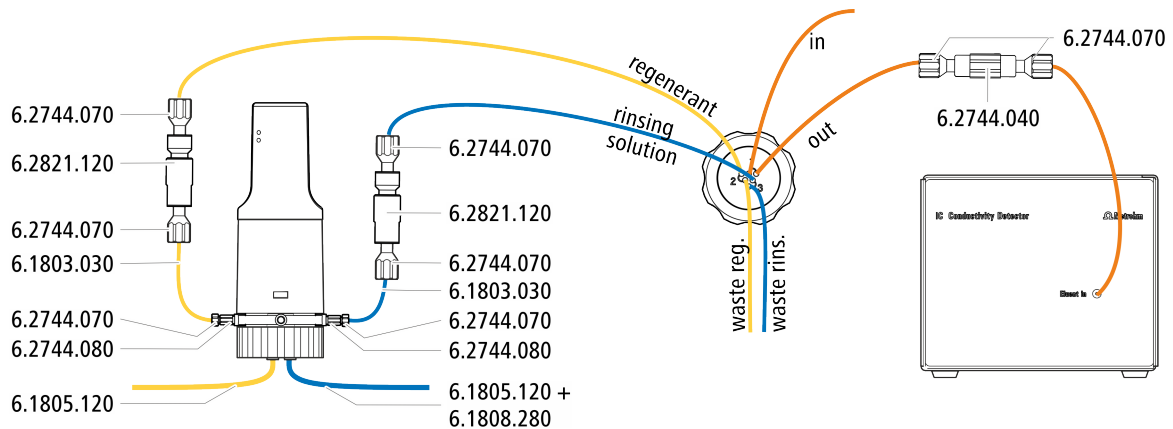 6.2744.070
6.2821.120
6.2744.070
6.1803.030
6.2744.070
6.2744.080
6.1805.120
6.2744.070
6.2821.120
6.2744.070
6.1803.030
6.2744.070
6.2744.080
6.1805.120 +
6.1808.280
regenerant
rinsing
solution
in
out
1
2
3
waste reg.
waste rins.
6.2744.070
6.2744.040
IC Conductivity Detector
Metrohm
Eluent in